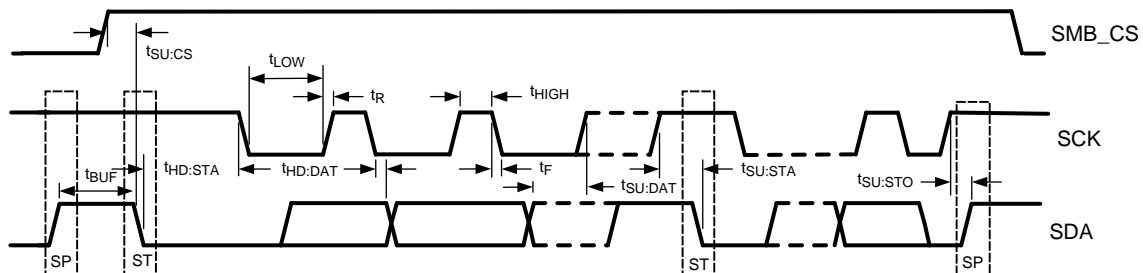 SMB_CS
tSU:CS
tLOW
tR
tHIGH
SCK
tBUF
tHD:STA
tHD:DAT
tF
tSU:DAT
tSU:STA
tSU:STO
SDA
SP
ST
ST
SP